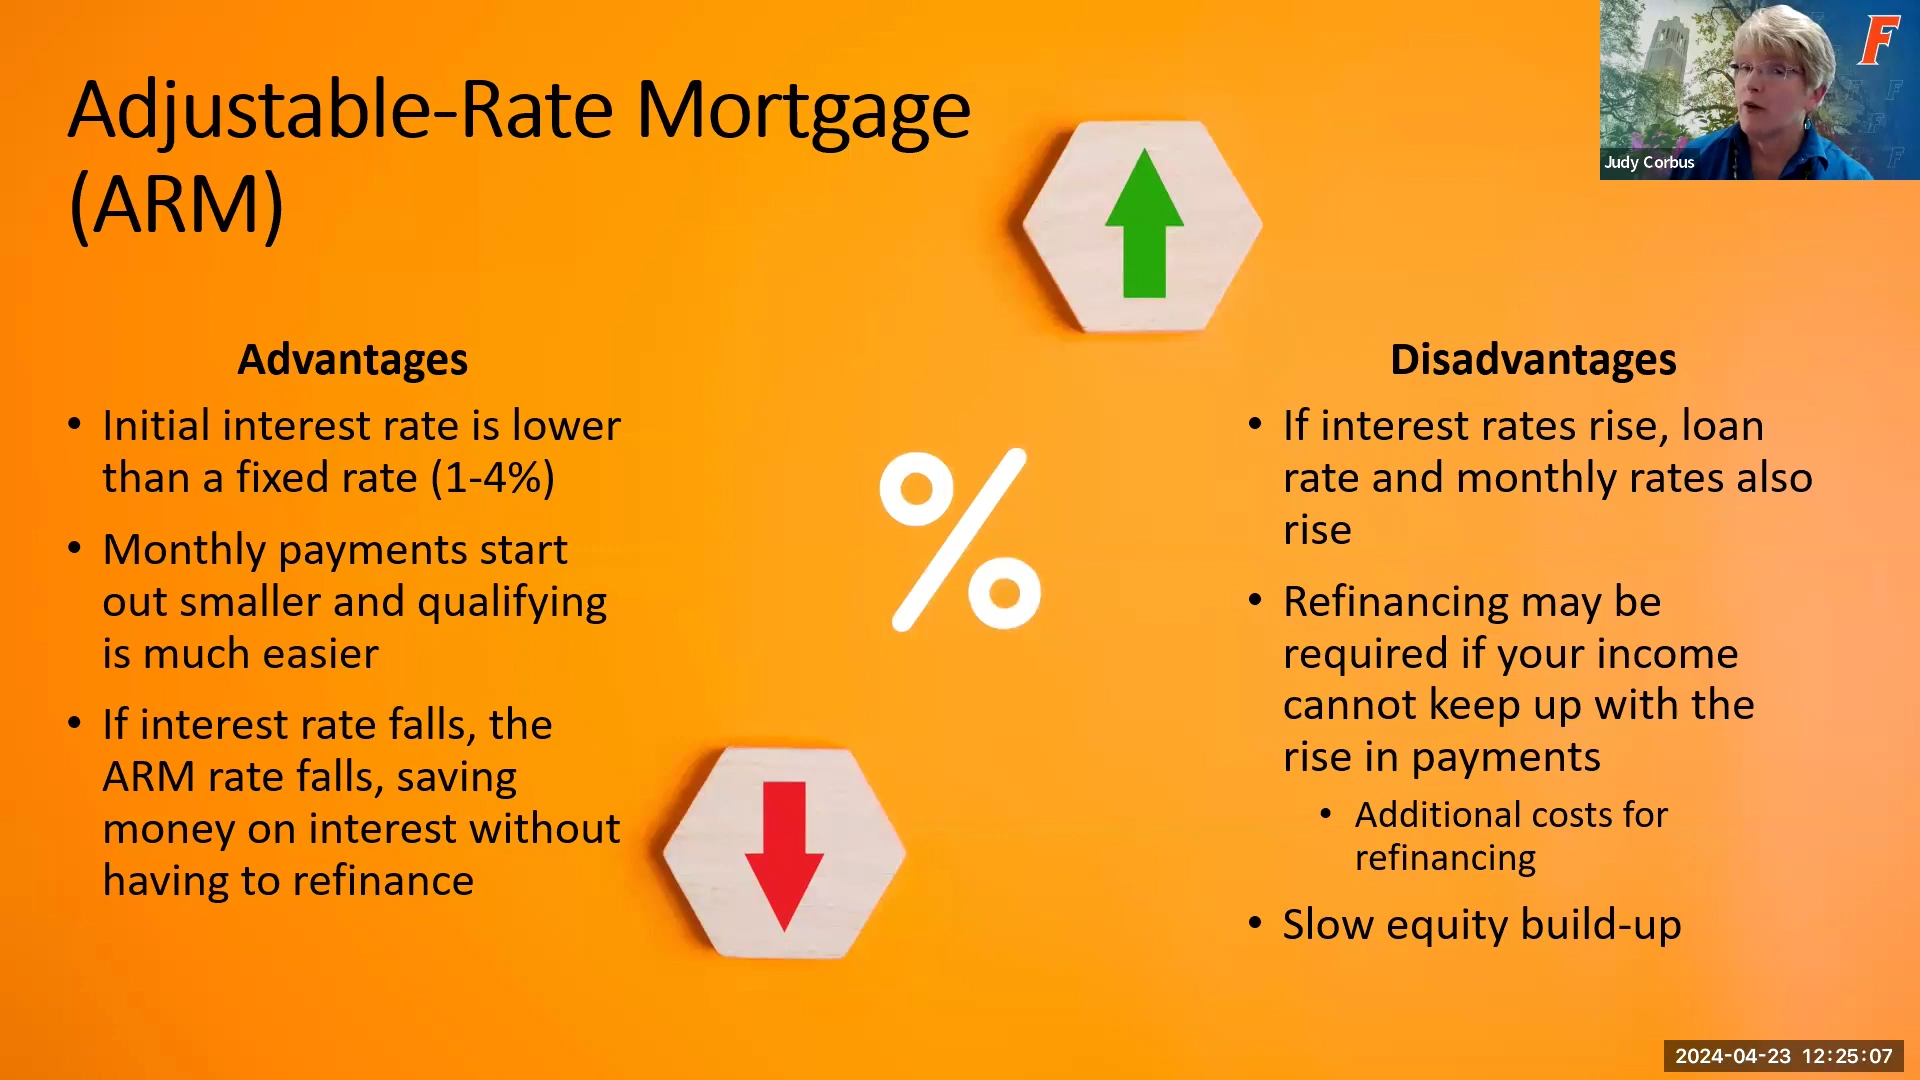 Adjustable-Rate Mortgage
(ARM)
F
Judy Corbus
Advantages
• Initial interest rate is lower
than a fixed rate (1-4%)
• Monthly payments start
out smaller and qualifying
is much easier
• If interest rate falls, the
ARM rate falls, saving
money on interest without
having to refinance
%
Disadvantages
• If interest rates rise, loan
rate and monthly rates also
rise
• Refinancing may be
required if your income
cannot keep up with the
rise in payments
• Additional costs for
refinancing
• Slow equity build-up
2024-04-23 12:25:07